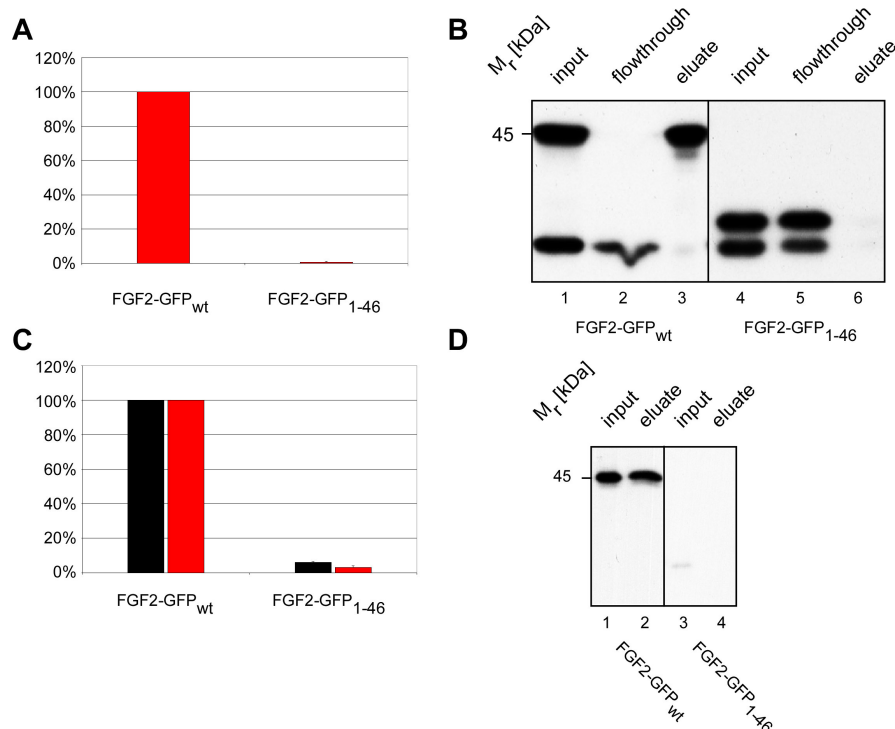 A
120%
100%
80%
60%
40%
20%
0%
FGF2-GFPwt
FGF2-GFP1-46
B
Mr [kDa]
input
flowthrough
eluate
input
flowthrough
eluate
45
1
2
3
4
5
6
FGF2-GFPwt
FGF2-GFP1-46
C
120%
100%
80%
60%
40%
20%
0%
FGF2-GFPwt
FGF2-GFP1-46
D
Mr [kDa]
input
eluate
input
eluate
45
1
2
3
4
FGF2-GFPwt
FGF2-GFP1-46